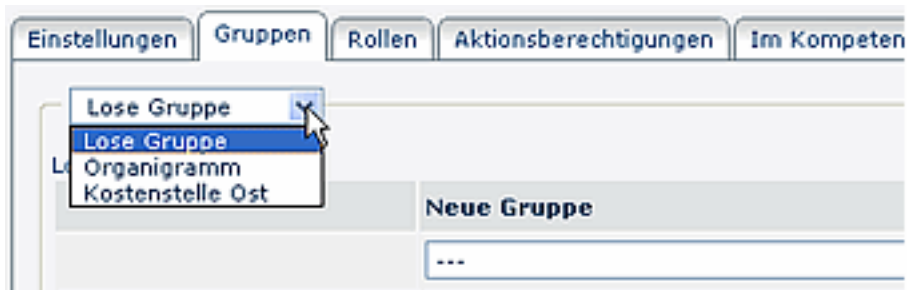 Einstellungen Gruppen Rollen Aktionsberechtigungen Im Kompeten
Lose Gruppe
Lose Gruppe
Organigramm
Kostenstelle Ost
Neue Gruppe
---